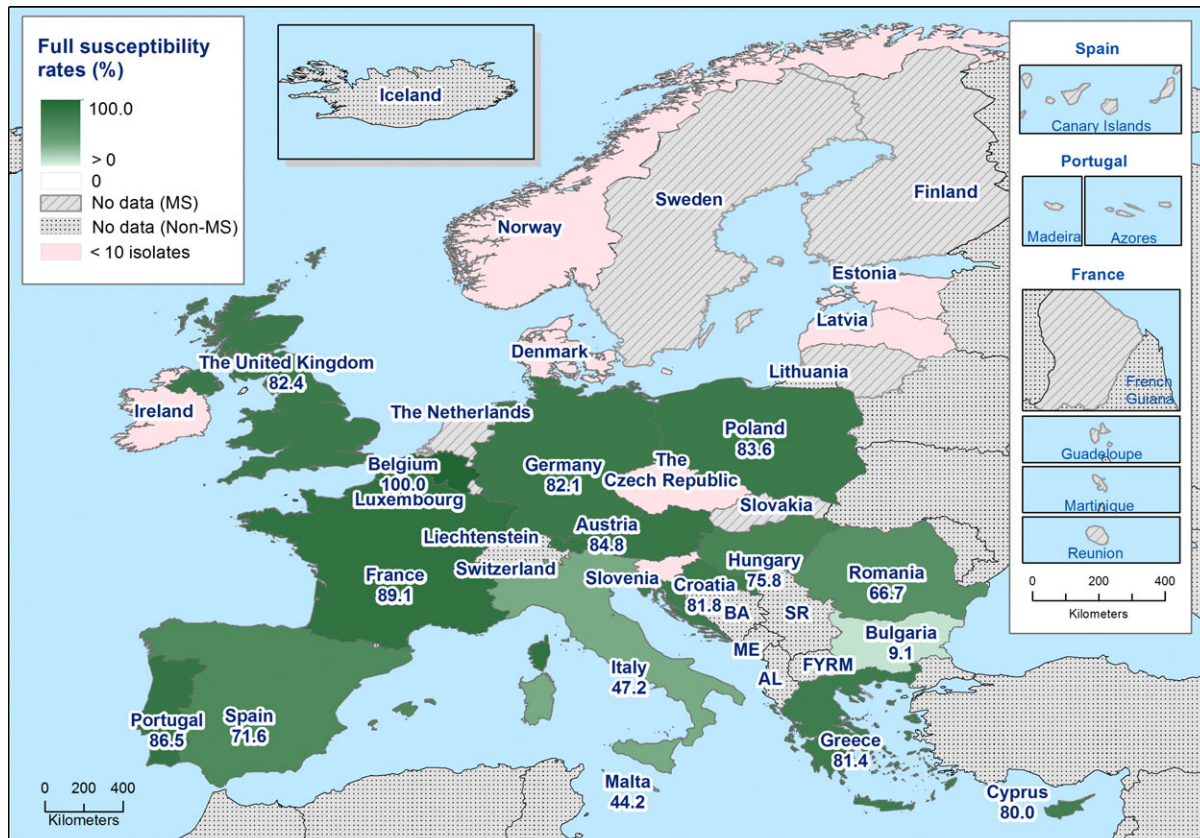 Full susceptibility
rates (%)
100.0
> 0
0
No data (MS)
No data (Non-MS)
< 10 isolates
Iceland
Norway
Sweden
Finland
Estonia
Latvia
Lithuania
Denmark
The United Kingdom
82.4
Ireland
The Netherlands
Belgium
100.0
Luxembourg
Germany
82.1
Poland
83.6
The
Czech Republic
Slovakia
Austria
84.8
Liechtenstein
Switzerland
France
89.1
Slovenia
Croatia
81.8
Hungary
75.8
Romania
66.7
BA
SR
ME
AL
FYRM
Bulgaria
9.1
Italy
47.2
Portugal
86.5
Spain
71.6
Greece
81.4
Malta
44.2
Cyprus
80.0
0 200 400
Kilometers
Spain
Canary Islands
Portugal
Madeira
Azores
France
French
Guiana
Guadeloupe
Martinique
Reunion
0 200 400
Kilometers